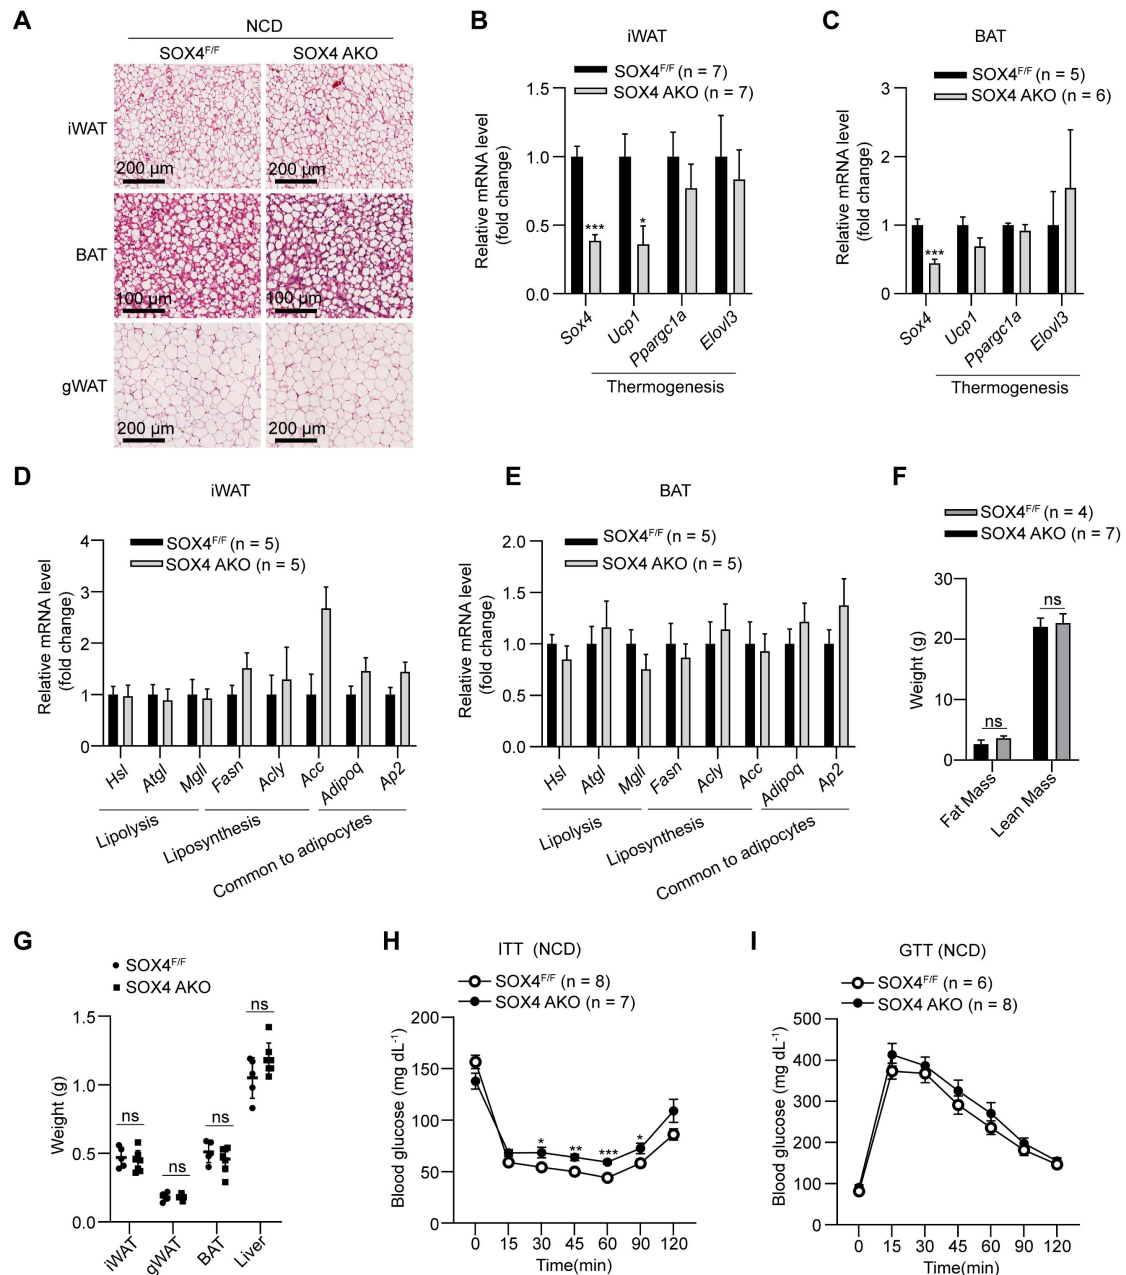 A
NCD
SOX4F/F
SOX4 AKO
iWAT
200 µm
200 µm
BAT
100 µm
100 µm
gWAT
200 µm
200 µm
B
iWAT
SOX4F/F (n = 7)
SOX4 AKO (n = 7)
Relative mRNA level
(fold change)
1.5
1.0
0.5
0.0
***
*
Sox4
Ucp1
Ppargc1a
Elovl3
Thermogenesis
C
BAT
SOX4F/F (n = 5)
SOX4 AKO (n = 6)
Relative mRNA level
(fold change)
3
2
1
0
***
Sox4
Ucp1
Ppargc1a
Elovl3
Thermogenesis
D
iWAT
SOX4F/F (n = 5)
SOX4 AKO (n = 5)
Relative mRNA level
(fold change)
4
3
2
1
0
Hsl
Atgl
Mgll
Fasn
Acly
Acc
Adipoq
Ap2
Lipolysis
Liposynthesis
Common to adipocytes
E
BAT
SOX4F/F (n = 5)
SOX4 AKO (n = 5)
Relative mRNA level
(fold change)
2.0
1.5
1.0
0.5
0.0
Hsl
Atgl
Mgll
Fasn
Acly
Acc
Adipoq
Ap2
Lipolysis
Liposynthesis
Common to adipocytes
F
SOX4F/F (n = 4)
SOX4 AKO (n = 7)
Weight (g)
30
20
10
0
ns
ns
Fat Mass
Lean Mass
G
SOX4F/F
SOX4 AKO
Weight (g)
1.5
1.0
0.5
0.0
ns
ns
ns
ns
iWAT
gWAT
BAT
Liver
H
ITT (NCD)
SOX4F/F (n = 8)
SOX4 AKO (n = 7)
Blood glucose (mg dL-1)
200
150
100
50
0
*
**
***
*
0 15 30 45 60 90 120
Time(min)
I
GTT (NCD)
SOX4F/F (n = 6)
SOX4 AKO (n = 8)
Blood glucose (mg dL-1)
500
400
300
200
100
0
0 15 30 45 60 90 120
Time(min)